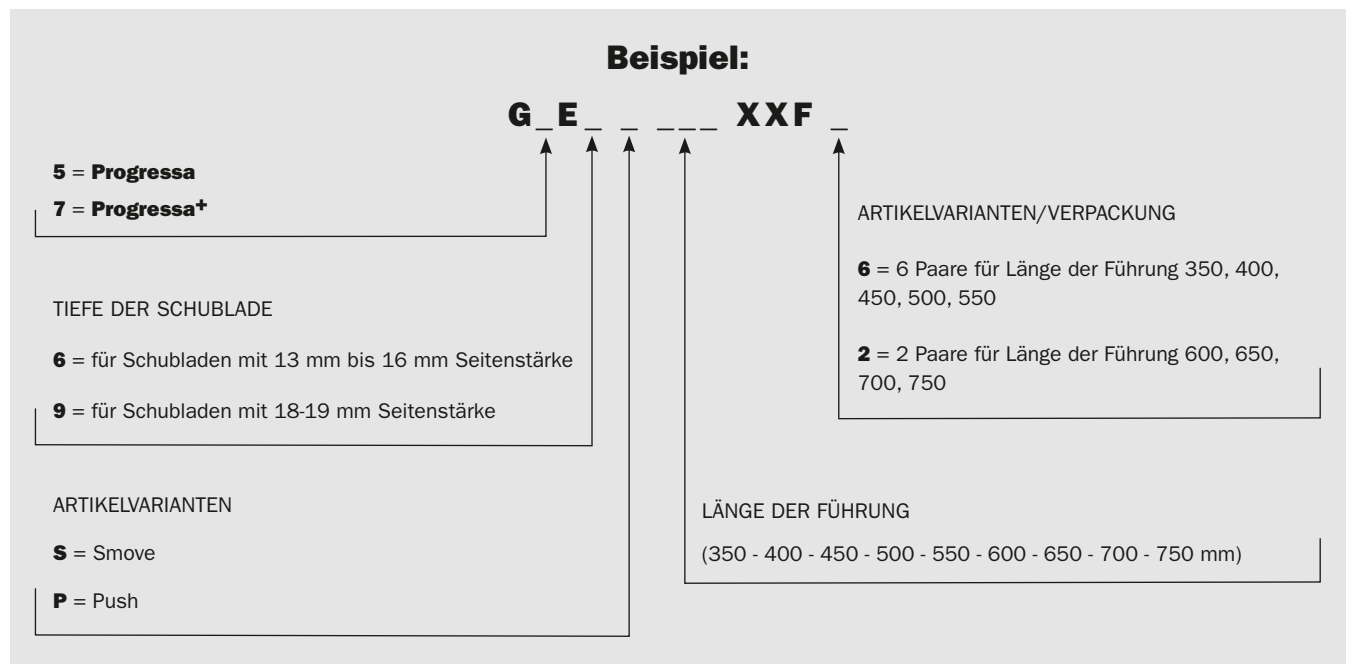 Beispiel:
G_E_ _ ___ XXF _
5 = Progressa
7 = Progressa+
TIEFE DER SCHUBLADE
6 = für Schubladen mit 13 mm bis 16 mm Seitenstärke
9 = für Schubladen mit 18-19 mm Seitenstärke
ARTIKELVARIANTEN
S = Smove
P = Push
ARTIKELVARIANTEN/VERPACKUNG
6 = 6 Paare für Länge der Führung 350, 400,
450, 500, 550
2 = 2 Paare für Länge der Führung 600, 650,
700, 750
LÄNGE DER FÜHRUNG
(350 - 400 - 450 - 500 - 550 - 600 - 650 - 700 - 750 mm)